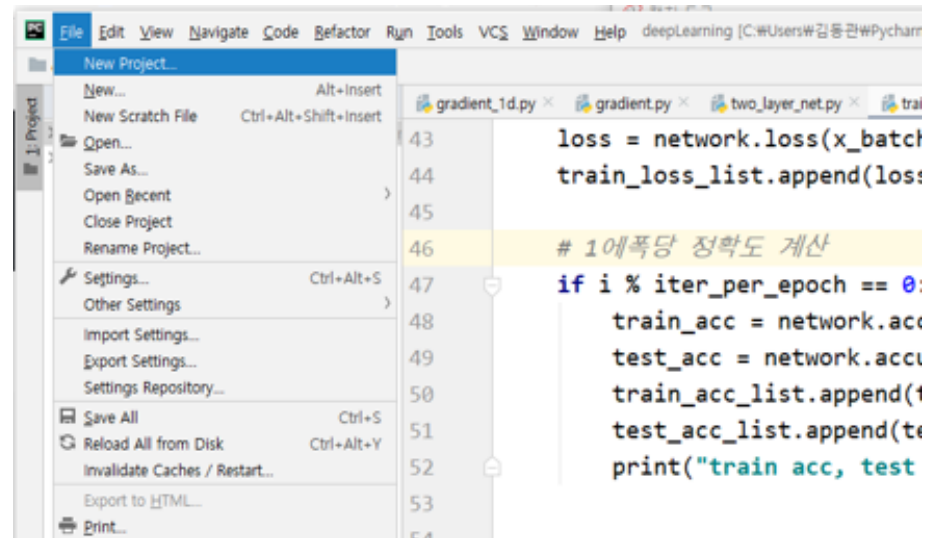 PC File Edit View Navigate Code Refactor Run Tools VCS Window Help deepLearning [C:₩Users₩김동관₩Pycharm
New Project...
New... Alt+Insert
New Scratch File Ctrl+Alt+Shift+Insert
Open...
Save As...
Open Recent
Close Project
Rename Project...
Settings... Ctrl+Alt+S
Other Settings
Import Settings...
Export Settings...
Settings Repository...
Save All Ctrl+S
Reload All from Disk Ctrl+Alt+Y
Invalidate Caches / Restart...
Export to HTML...
Print...
1: Project
gradient_1d.py gradient.py two_layer_net.py trai
43 loss = network.loss(x_batch
44 train_loss_list.append(loss
45
46 # 1에폭당 정학도 계산
47 if i % iter_per_epoch == 0:
48 train_acc = network.acc
49 test_acc = network.accu
50 train_acc_list.append(t
51 test_acc_list.append(te
52 print("train acc, test
53
54